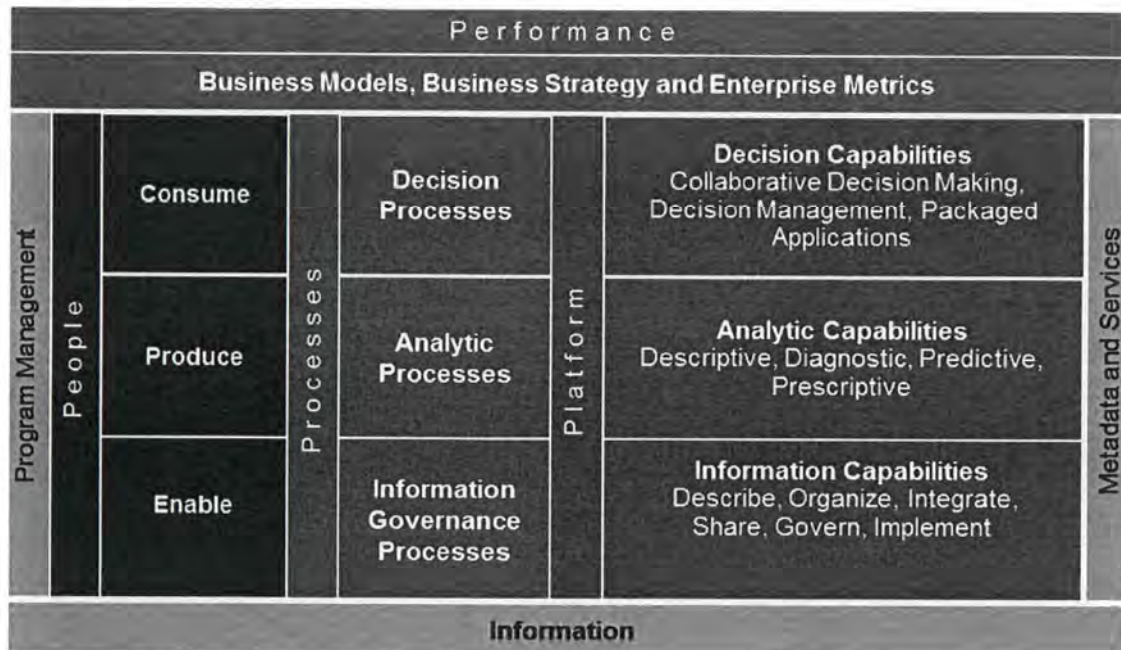 Performance
Business Models, Business Strategy and Enterprise Metrics
Program Management
People
Consume
Produce
Enable
Processes
Decision
Processes
Analytic
Processes
Information
Governance
Processes
Platform
Decision Capabilities
Collaborative Decision Making,
Decision Management, Packaged
Applications
Analytic Capabilities
Descriptive, Diagnostic, Predictive,
Prescriptive
Information Capabilities
Describe, Organize, Integrate,
Share, Govern, Implement
Metadata and Services
Information